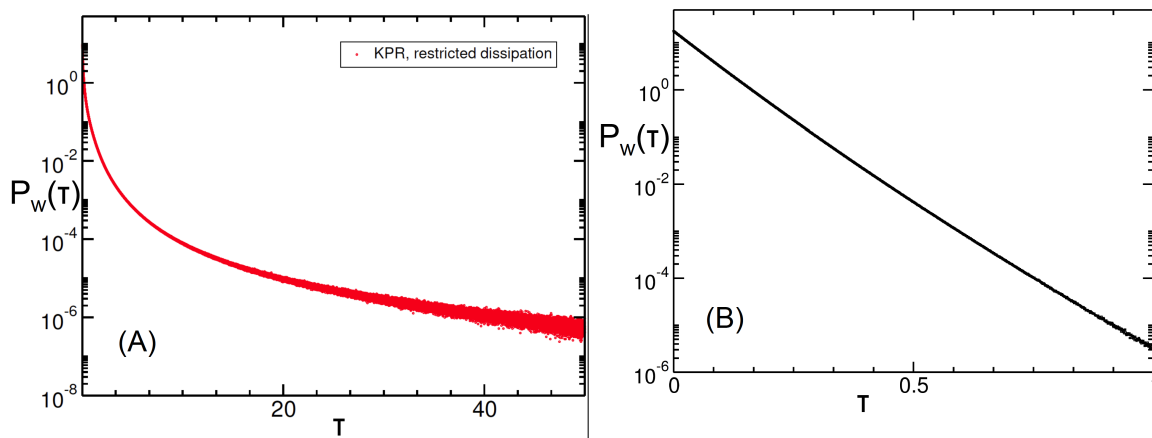 KPR, restricted dissipation
10^0
10^-2
P_w(τ)
10^-4
10^-6
10^-8
(A)
20
40
τ
10^0
P_w(τ)
10^-2
10^-4
10^-6
(B)
0
0.5
τ